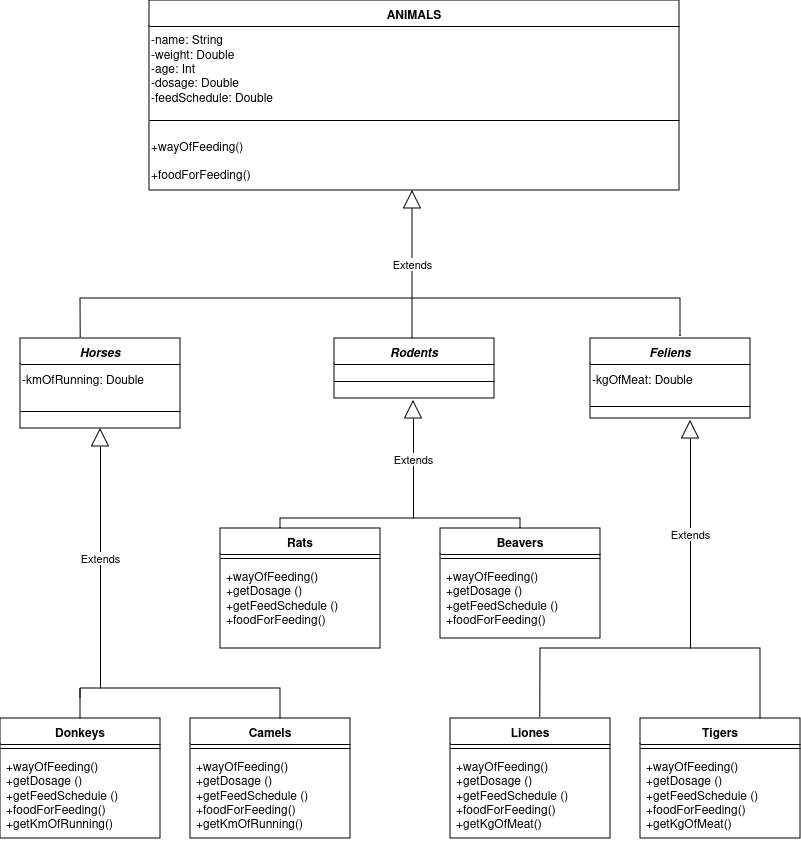 ANIMALS
-name: String
-weight: Double
-age: Int
-dosage: Double
-feedSchedule: Double
+wayOfFeeding()
+foodForFeeding()
Extends
Horses
-kmOfRunning: Double
Rodents
Feliens
-kgOfMeat: Double
Extends
Extends
Extends
Rats
+wayOfFeeding()
+getDosage ()
+getFeedSchedule ()
+foodForFeeding()
Beavers
+wayOfFeeding()
+getDosage ()
+getFeedSchedule ()
+foodForFeeding()
Donkeys
+wayOfFeeding()
+getDosage ()
+getFeedSchedule ()
+foodForFeeding()
+getKmOfRunning()
Camels
+wayOfFeeding()
+getDosage ()
+getFeedSchedule ()
+foodForFeeding()
+getKmOfRunning()
Liones
+wayOfFeeding()
+getDosage ()
+getFeedSchedule ()
+foodForFeeding()
+getKgOfMeat()
Tigers
+wayOfFeeding()
+getDosage ()
+getFeedSchedule ()
+foodForFeeding()
+getKgOfMeat()